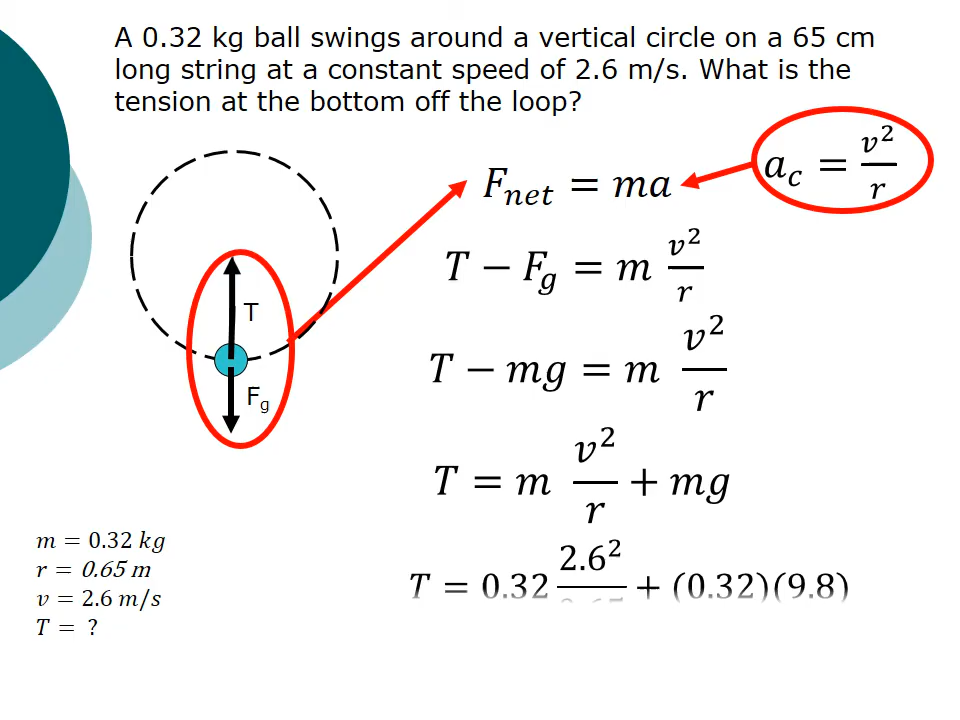 A 0.32 kg ball swings around a vertical circle on a 65 cm
long string at a constant speed of 2.6 m/s. What is the
tension at the bottom off the loop?
a_c = v²/r
F_net = ma
T − F_g = m v²/r
T
T − mg = m v²/r
F_g
T = m v²/r + mg
m = 0.32 kg
r = 0.65 m
v = 2.6 m/s
T = ?
T = 0.32 2.6²/ + (0.32)(9.8)